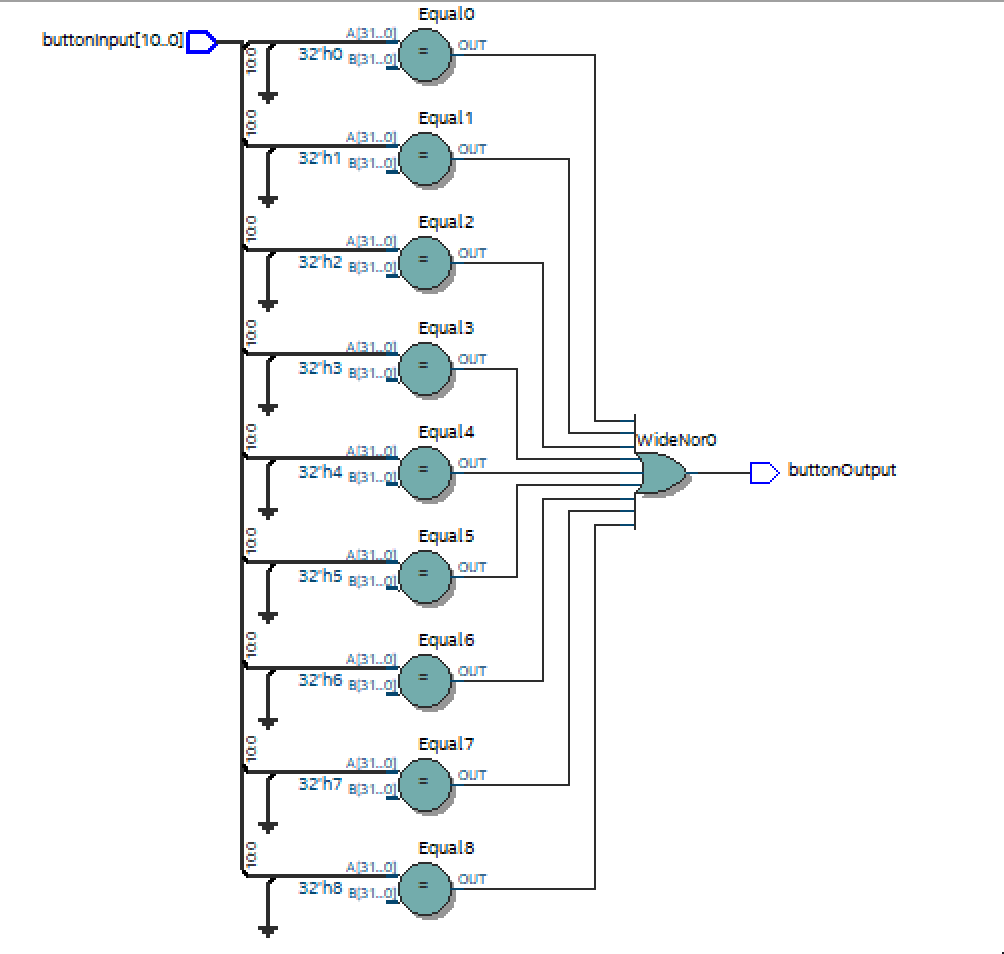 Equal0
buttonInput[10..0]
A[31..0]
OUT
10:0
32'h0 B[31..0]
Equal1
10:0
A[31..0]
OUT
32'h1 B[31..0]
Equal2
10:0
A[31..0]
OUT
32'h2 B[31..0]
Equal3
10:0
A[31..0]
OUT
32'h3 B[31..0]
Equal4
10:0
A[31..0]
OUT
32'h4 B[31..0]
WideNor0
buttonOutput
Equal5
10:0
A[31..0]
OUT
32'h5 B[31..0]
Equal6
10:0
A[31..0]
OUT
32'h6 B[31..0]
Equal7
10:0
A[31..0]
OUT
32'h7 B[31..0]
Equal8
10:0
A[31..0]
OUT
32'h8 B[31..0]